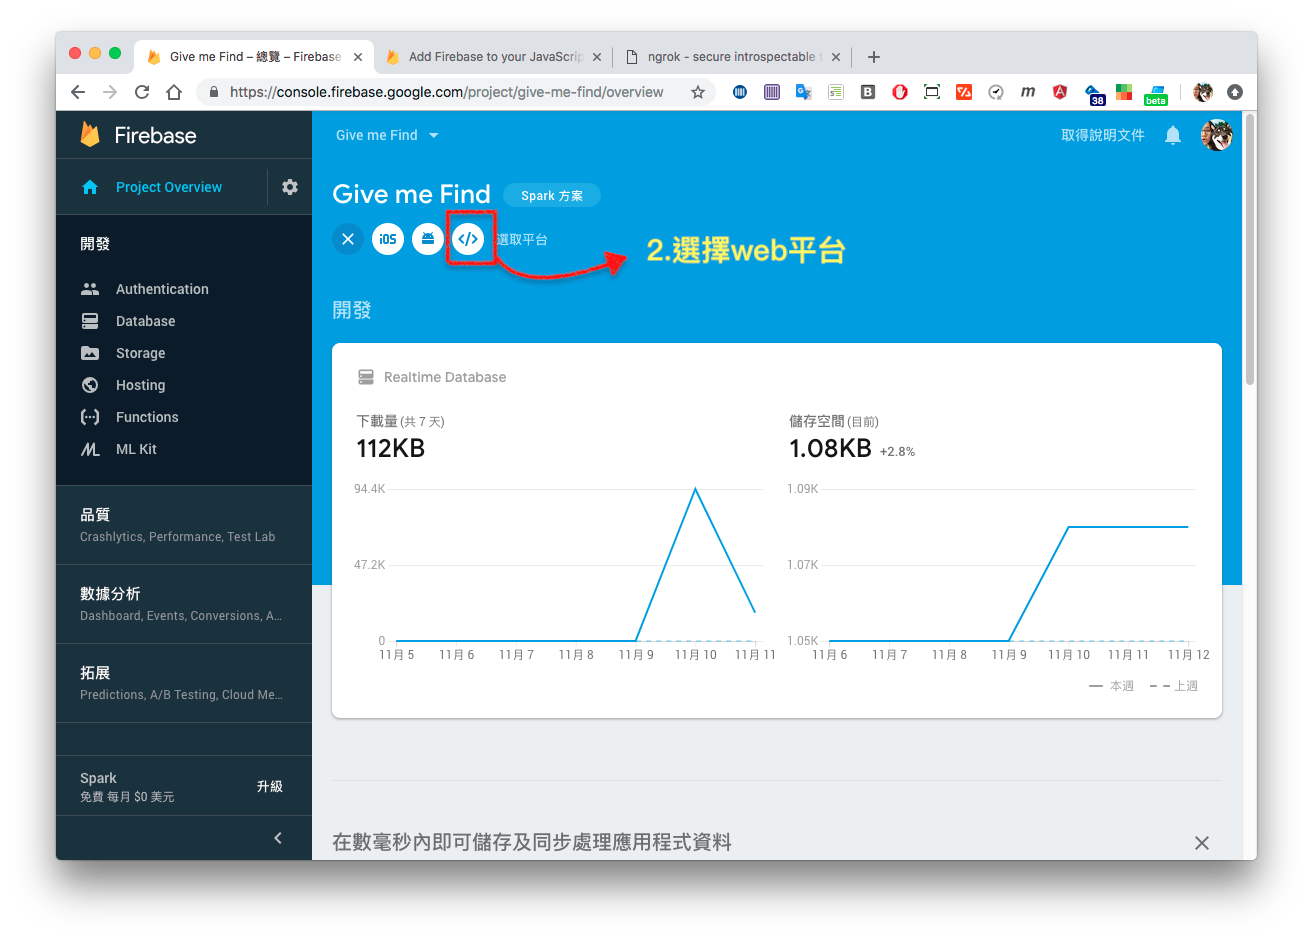 Give me Find – 總覽 – Firebase
Add Firebase to your JavaScrip
ngrok - secure introspectable
https://console.firebase.google.com/project/give-me-find/overview
38
beta
Firebase
Project Overview
開發
Authentication
Database
Storage
Hosting
Functions
ML Kit
品質
Crashlytics, Performance, Test Lab
數據分析
Dashboard, Events, Conversions, A...
拓展
Predictions, A/B Testing, Cloud Me...
Spark
免費 每月 $0 美元
升級
Give me Find
取得說明文件
Give me Find
Spark 方案
iOS
</>
選取平台
2.選擇web平台
開發
Realtime Database
下載量 (共 7 天)
112KB
94.4K
47.2K
0
11月 5 11月 6 11月 7 11月 8 11月 9 11月 10 11月 11
儲存空間 (目前)
1.08KB +2.8%
1.09K
1.07K
1.05K
11月 6 11月 7 11月 8 11月 9 11月 10 11月 11 11月 12
本週 上週
在數毫秒內即可儲存及同步處理應用程式資料